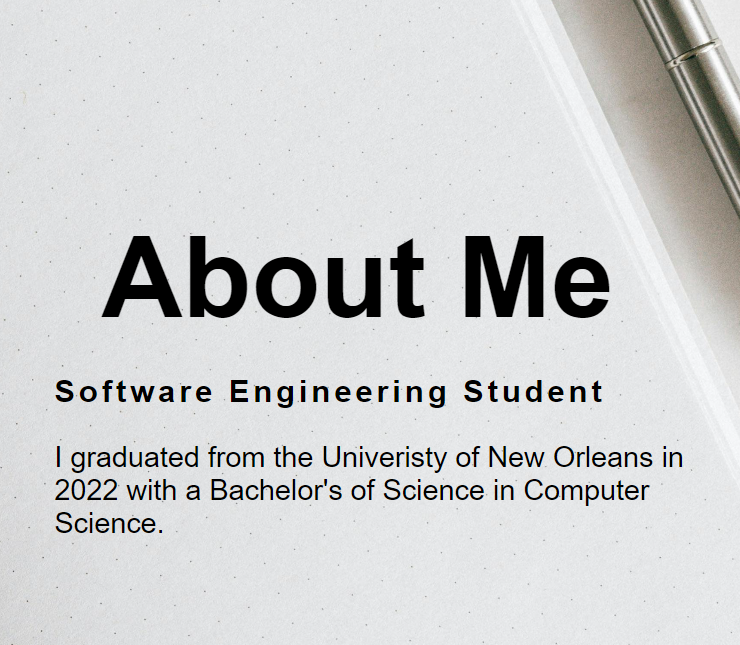 About Me
Software Engineering Student
I graduated from the Univeristy of New Orleans in
2022 with a Bachelor's of Science in Computer
Science.